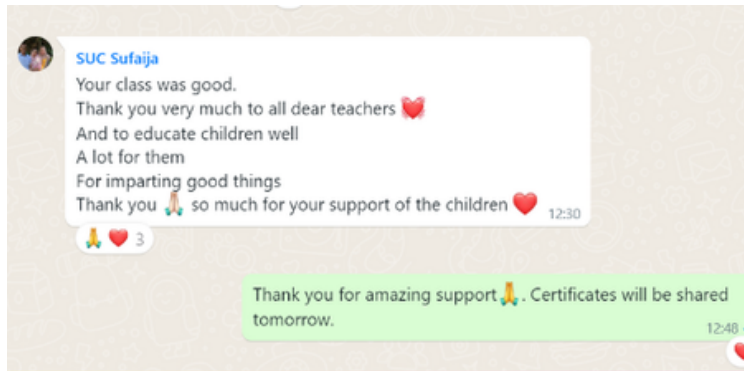 SUC Sufaija
Your class was good.
Thank you very much to all dear teachers 💓
And to educate children well
A lot for them
For imparting good things
Thank you 🙏🏻 so much for your support of the children ❤️
12:30
🙏 ❤️ 3
Thank you for amazing support🙏. Certificates will be shared
tomorrow.
12:48